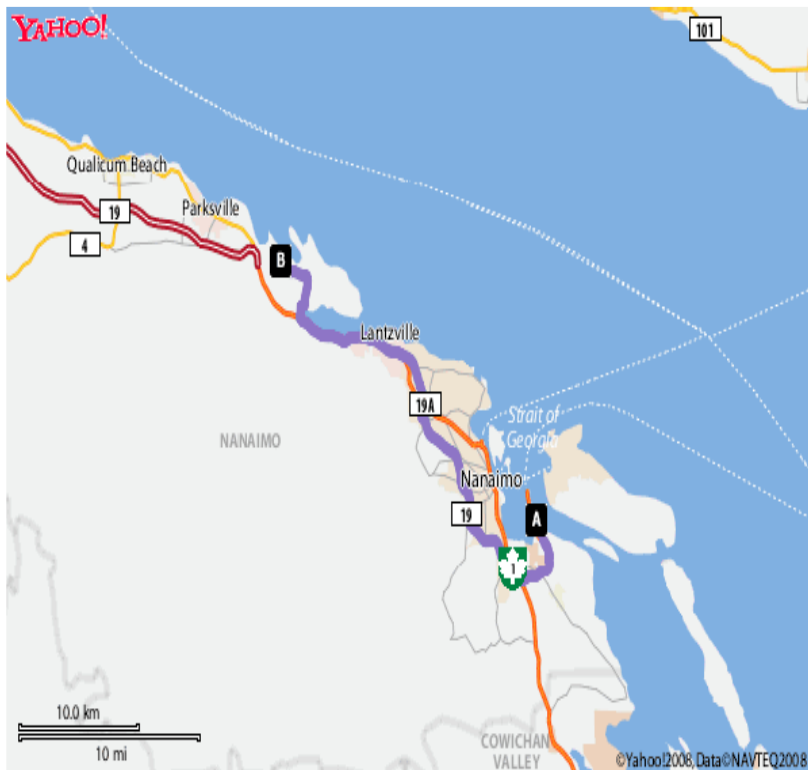 YAHOO!
101
Qualicum Beach
19
Parksville
4
B
Lantzville
19A
Strait of
Georgia
NANAIMO
Nanaimo
19
A
1
10.0 km
10 mi
COWICHAN
VALLEY
©Yahoo!2008, Data©NAVTEQ2008